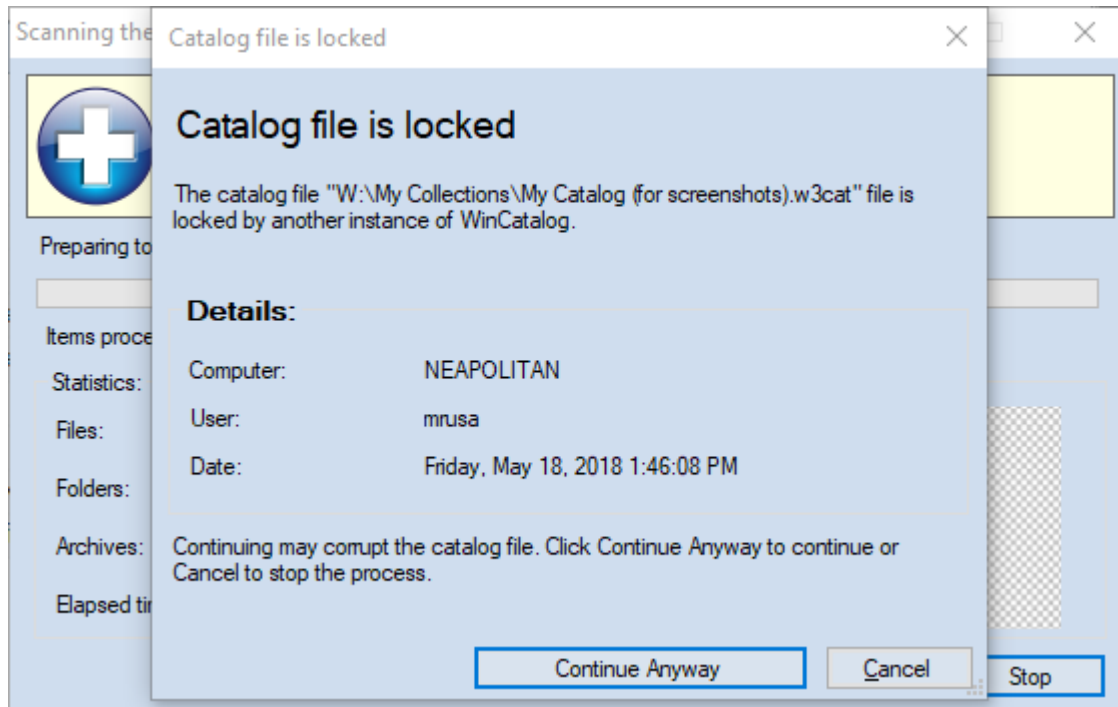 Scanning the
Catalog file is locked
Catalog file is locked
The catalog file "W:\My Collections\My Catalog (for screenshots).w3cat" file is
locked by another instance of WinCatalog.
Preparing to
Details:
Items proce
Computer: NEAPOLITAN
Statistics:
User: mrusa
Files:
Date: Friday, May 18, 2018 1:46:08 PM
Folders:
Archives:
Continuing may corrupt the catalog file. Click Continue Anyway to continue or
Cancel to stop the process.
Elapsed tir
Continue Anyway
Cancel
Stop